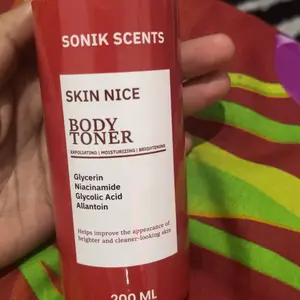 SONIK SCENTS
SKIN NICE
BODY
TONER
EXFOLIATING | MOISTURIZING | BRIGHTENING
Glycerin
Niacinamide
Glycolic Acid
Allantoin
Helps improve the appearance of
brighter and cleaner-looking skin
200 ML